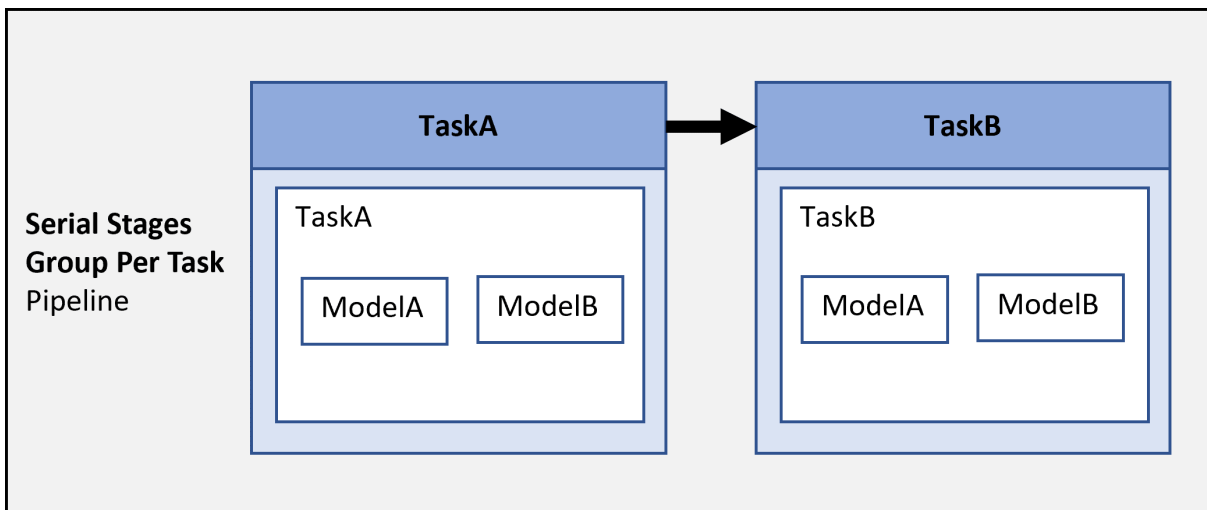 TaskA
TaskB
Serial Stages
Group Per Task
Pipeline
TaskA
ModelA
ModelB
TaskB
ModelA
ModelB